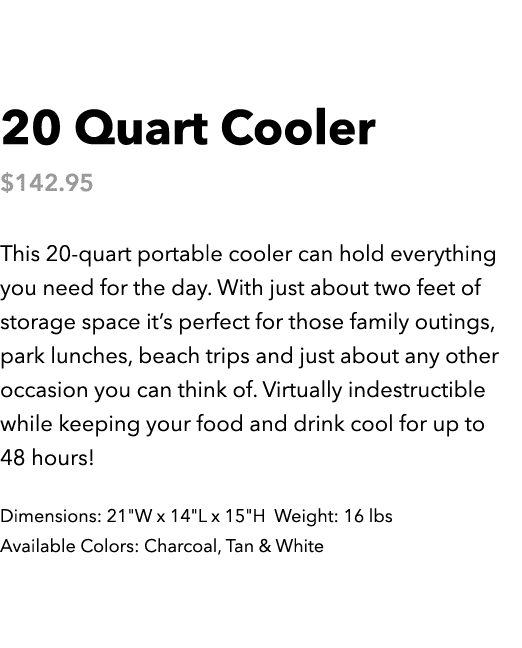 20 Quart Cooler
$142.95
This 20-quart portable cooler can hold everything
you need for the day. With just about two feet of
storage space it’s perfect for those family outings,
park lunches, beach trips and just about any other
occasion you can think of. Virtually indestructible
while keeping your food and drink cool for up to
48 hours!
Dimensions: 21"W x 14"L x 15"H  Weight: 16 lbs
Available Colors: Charcoal, Tan & White